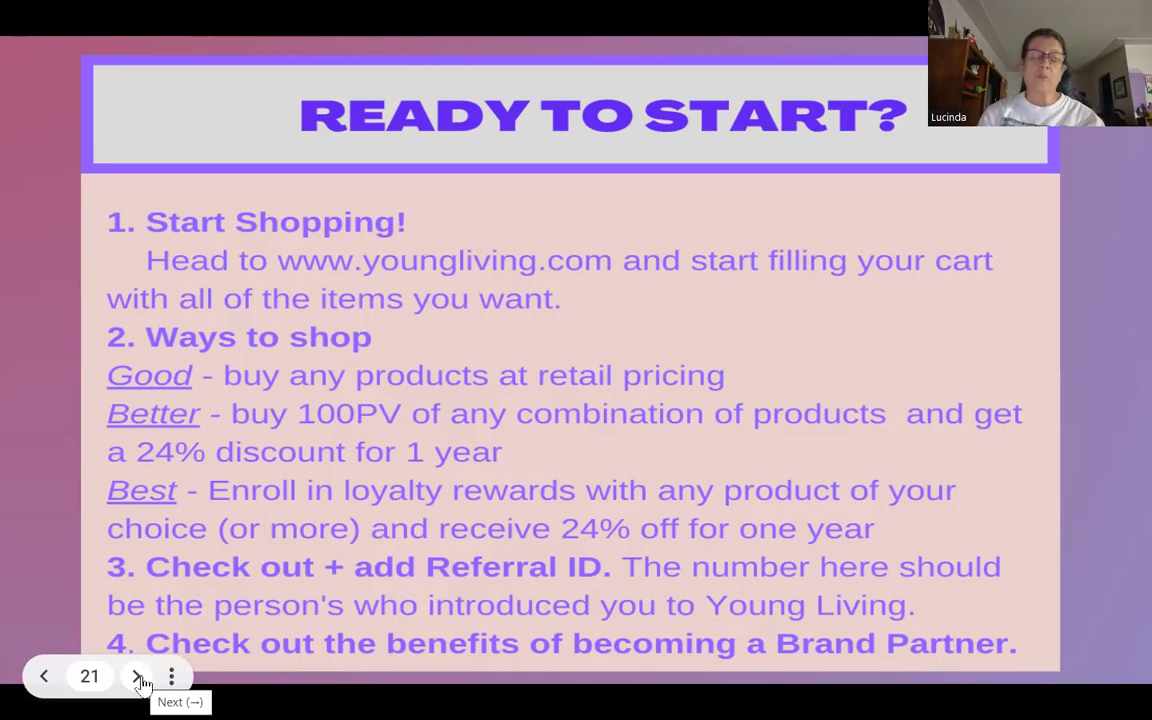 READY TO START?
Lucinda
1. Start Shopping!
Head to www.youngliving.com and start filling your cart
with all of the items you want.
2. Ways to shop
Good - buy any products at retail pricing
Better - buy 100PV of any combination of products  and get
a 24% discount for 1 year
Best - Enroll in loyalty rewards with any product of your
choice (or more) and receive 24% off for one year
3. Check out + add Referral ID. The number here should
be the person's who introduced you to Young Living.
4. Check out the benefits of becoming a Brand Partner.
21
Next (→)